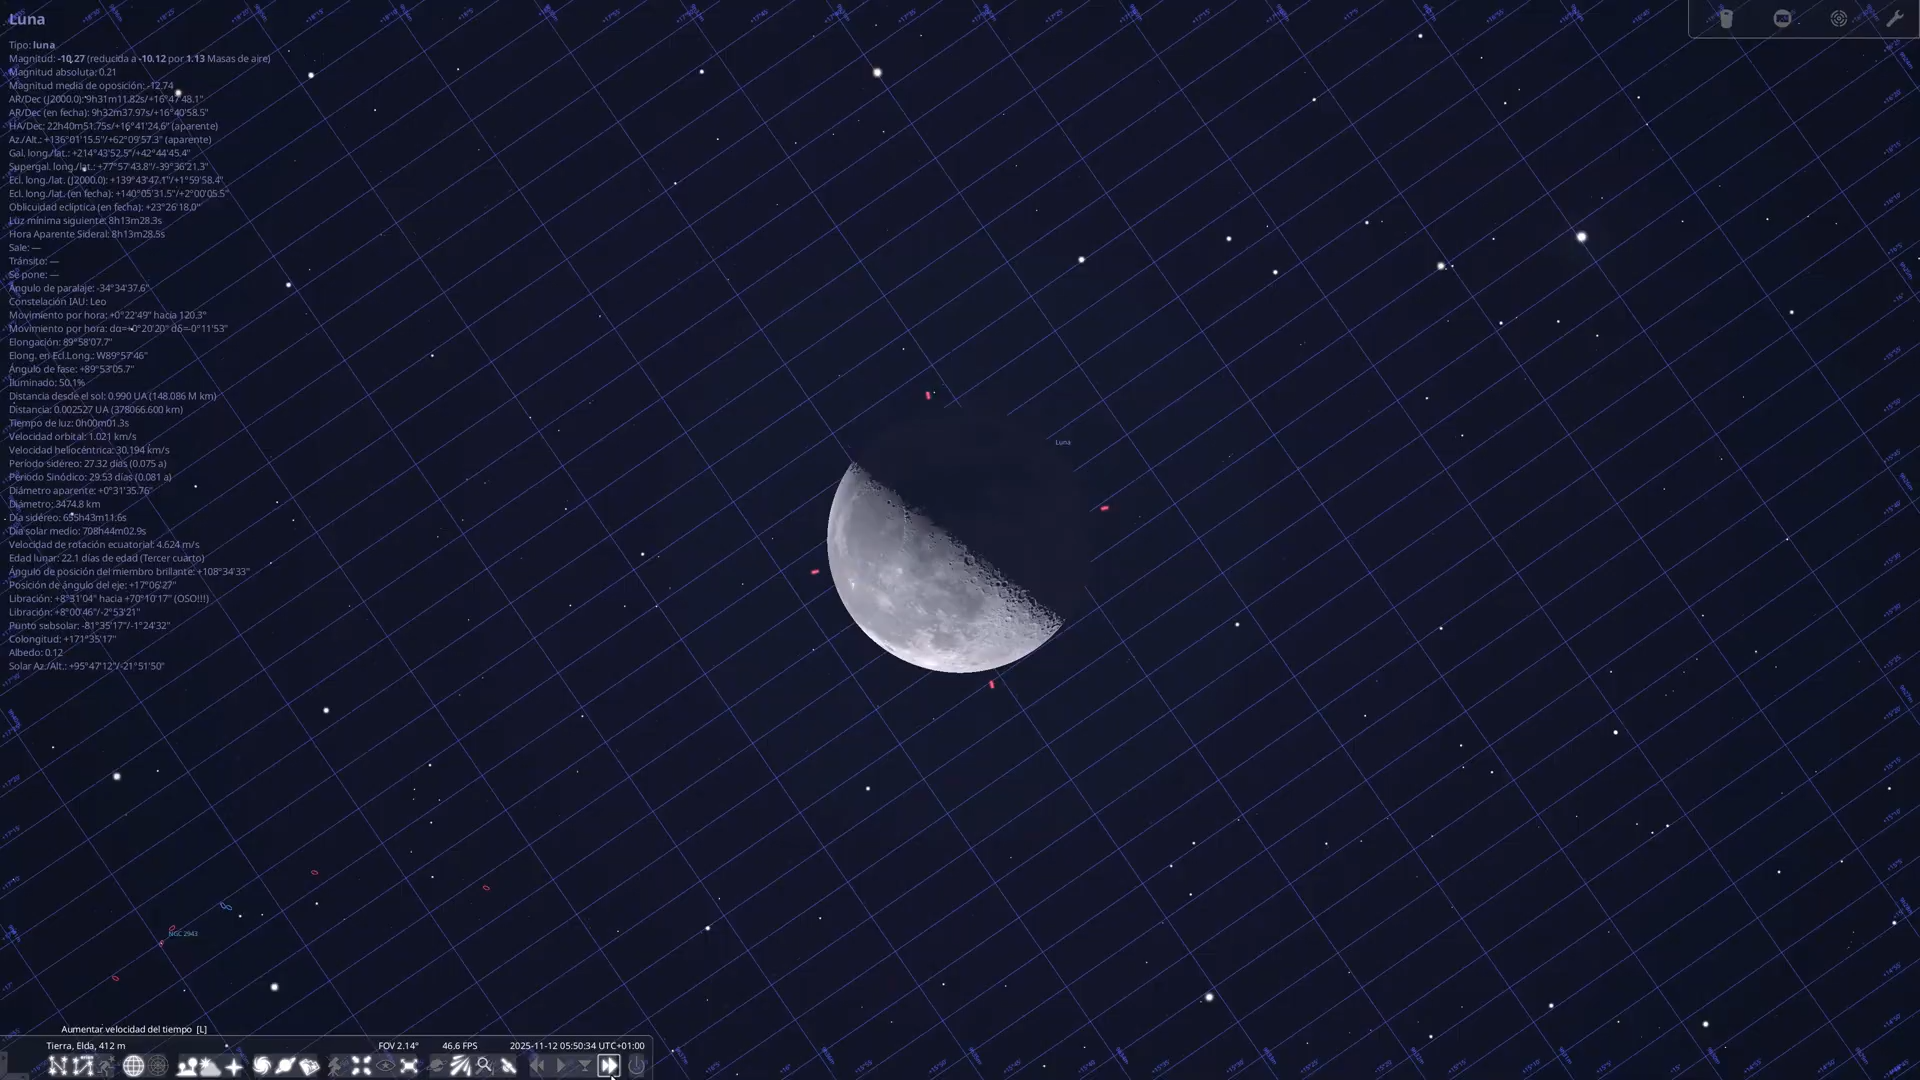 Luna
Tipo: luna
Magnitud: -10,27 (reducida a -10.12 por 1.13 Masas de aire)
Magnitud absoluta: 0.21
Magnitud media de oposición: -12.74
AR/Dec (J2000.0): 9h31m11.82s/+16°47'48.1"
AR/Dec (en fecha): 9h32m37.97s/+16°40'58.5"
HA/Dec: 22h40m51.75s/+16°41'24.6" (aparente)
Az./Alt.: +136°01'15.5"/+62°09'57.3" (aparente)
Gal. long./lat.: +214°43'52.5"/+42°44'45.4"
Supergal. long./lat.: +77°57'43.8"/-39°36'21.3"
Ecl. long./lat. (J2000.0): +139°43'47.1"/+1°59'58.4"
Ecl. long./lat. (en fecha): +140°05'31.5"/+2°00'05.5"
Oblicuidad eclíptica (en fecha): +23°26'18.0"
Luz mínima siguiente: 8h13m28.3s
Hora Aparente Sideral: 8h13m28.5s
Sale: —
Tránsito: —
Se pone: —
Ángulo de paralaje: -34°34'37.6"
Constelación IAU: Leo
Movimiento por hora: +0°22'49" hacia 120.3°
Movimiento por hora: dα=+0°20'20" dδ=-0°11'53"
Elongación: 89°58'07.7"
Elong. en Ecl.Long.: W89°57'46"
Ángulo de fase: +89°53'05.7"
Iluminado: 50.1%
Distancia desde el sol: 0.990 UA (148.086 M km)
Distancia: 0.002527 UA (378066.600 km)
Tiempo de luz: 0h00m01.3s
Velocidad orbital: 1.021 km/s
Velocidad heliocéntrica: 30.194 km/s
Período sidéreo: 27.32 días (0.075 a)
Período Sinódico: 29.53 días (0.081 a)
Diámetro aparente: +0°31'35.76"
Diámetro: 3474.8 km
Día sidéreo: 655h43m11.6s
Día solar medio: 708h44m02.9s
Velocidad de rotación ecuatorial: 4.624 m/s
Edad lunar: 22.1 días de edad (Tercer cuarto)
Ángulo de posición del miembro brillante: +108°34'33"
Posición de ángulo del eje: +17°06'27"
Libración: +8°31'04" hacia +70°10'17" (OSO!!!)
Libración: +8°00'46"/-2°53'21"
Punto subsolar: -81°35'17"/-1°24'32"
Colongitud: +171°35'17"
Albedo: 0.12
Solar Az./Alt.: +95°47'12"/-21°51'50"
Luna
NGC 2943
Aumentar velocidad del tiempo [L]
Tierra, Elda, 412 m FOV 2.14° 46.6 FPS 2025-11-12 05:50:34 UTC+01:00